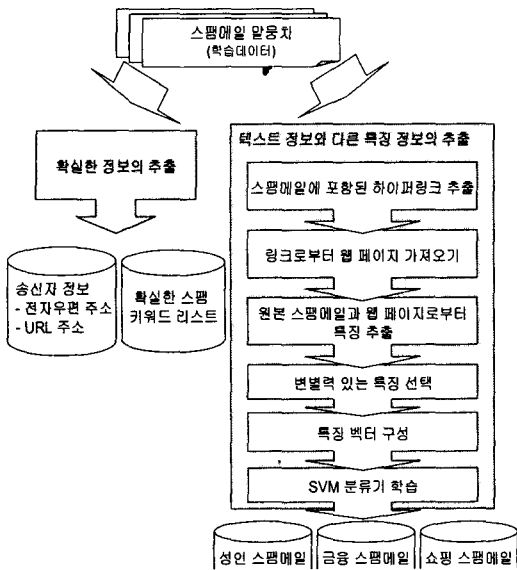 스팸메일 말뭉치
(학습데이터)
확실한 정보의 추출
송신자 정보
- 전자우편 주소
- URL 주소
확실한 스팸
키워드 리스트
텍스트 정보와 다른 특징 정보의 추출
스팸메일에 포함된 하이퍼링크 추출
링크로부터 웹 페이지 가져오기
원본 스팸메일과 웹 페이지로부터
특징 추출
변별력 있는 특징 선택
특징 벡터 구성
SVM 분류기 학습
성인 스팸메일
금융 스팸메일
쇼핑 스팸메일